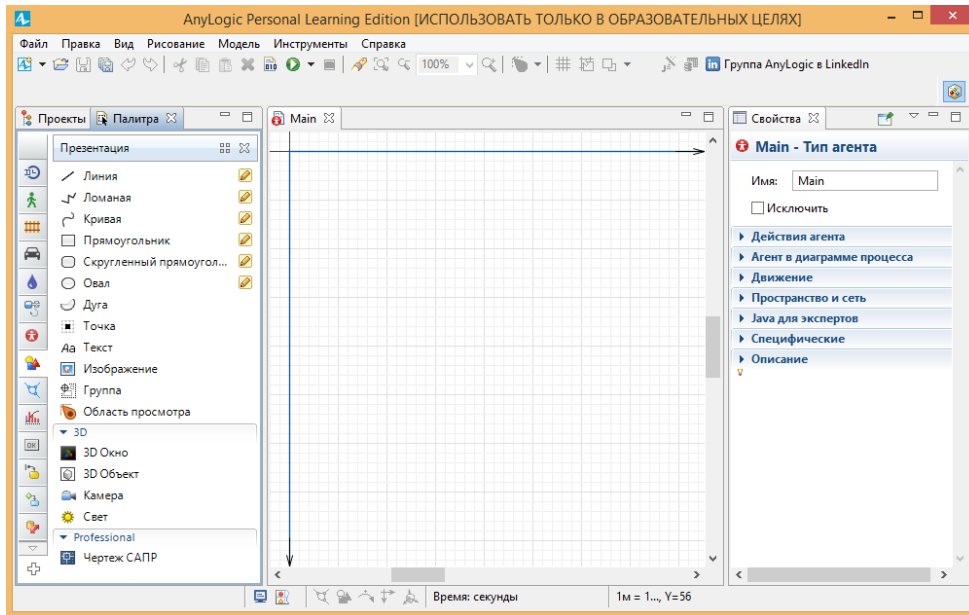 AnyLogic Personal Learning Edition [ИСПОЛЬЗОВАТЬ ТОЛЬКО В ОБРАЗОВАТЕЛЬНЫХ ЦЕЛЯХ]
Файл Правка Вид Рисование Модель Инструменты Справка
100% Группа AnyLogic в LinkedIn
Проекты Палитра
Презентация
Линия
Ломаная
Кривая
Прямоугольник
Скругленный прямоугол...
Овал
Дуга
Точка
Aa Текст
Изображение
Группа
Область просмотра
3D
3D Окно
3D Объект
Камера
Свет
Professional
Чертеж САПР
OK
Main
Свойства
Main - Тип агента
Имя: Main
Исключить
Действия агента
Агент в диаграмме процесса
Движение
Пространство и сеть
Java для экспертов
Специфические
Описание
Время: секунды 1м = 1..., Y=56